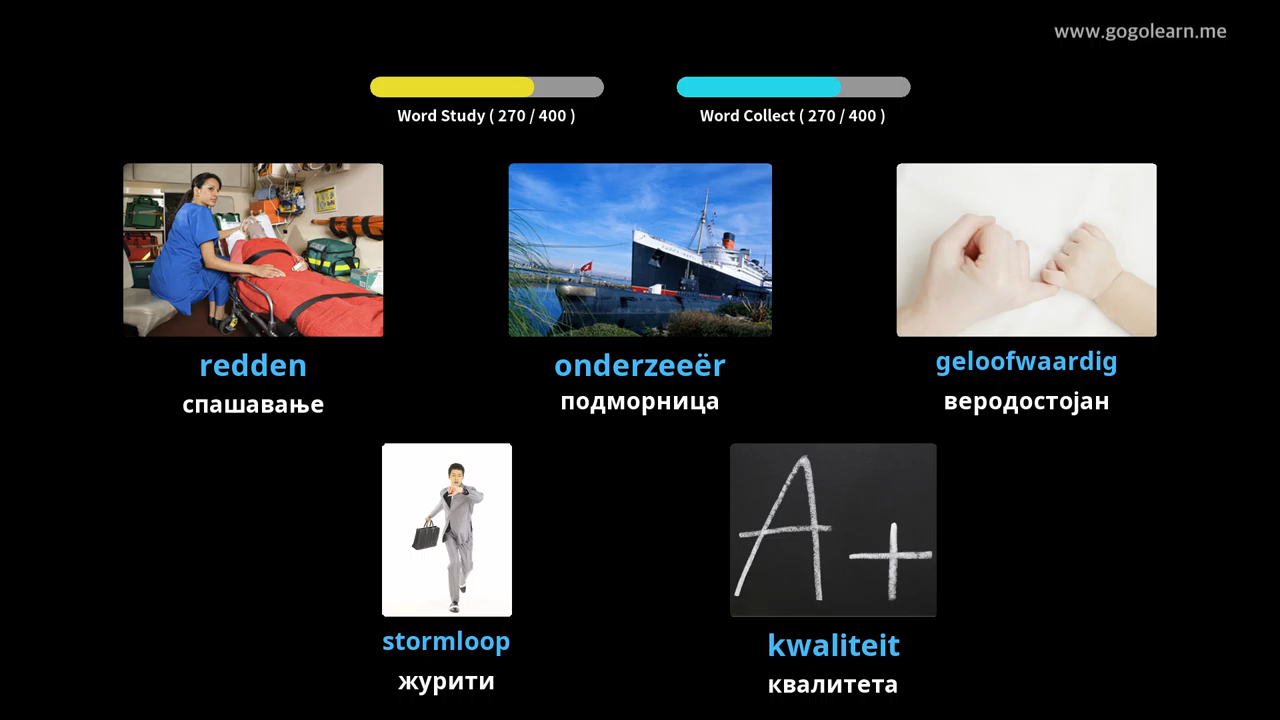 www.gogolearn.me
Word Study ( 270 / 400 )
Word Collect ( 270 / 400 )
redden
спашавање
onderzeeër
подморница
geloofwaardig
веродостојан
stormloop
журити
kwaliteit
квалитета
A+